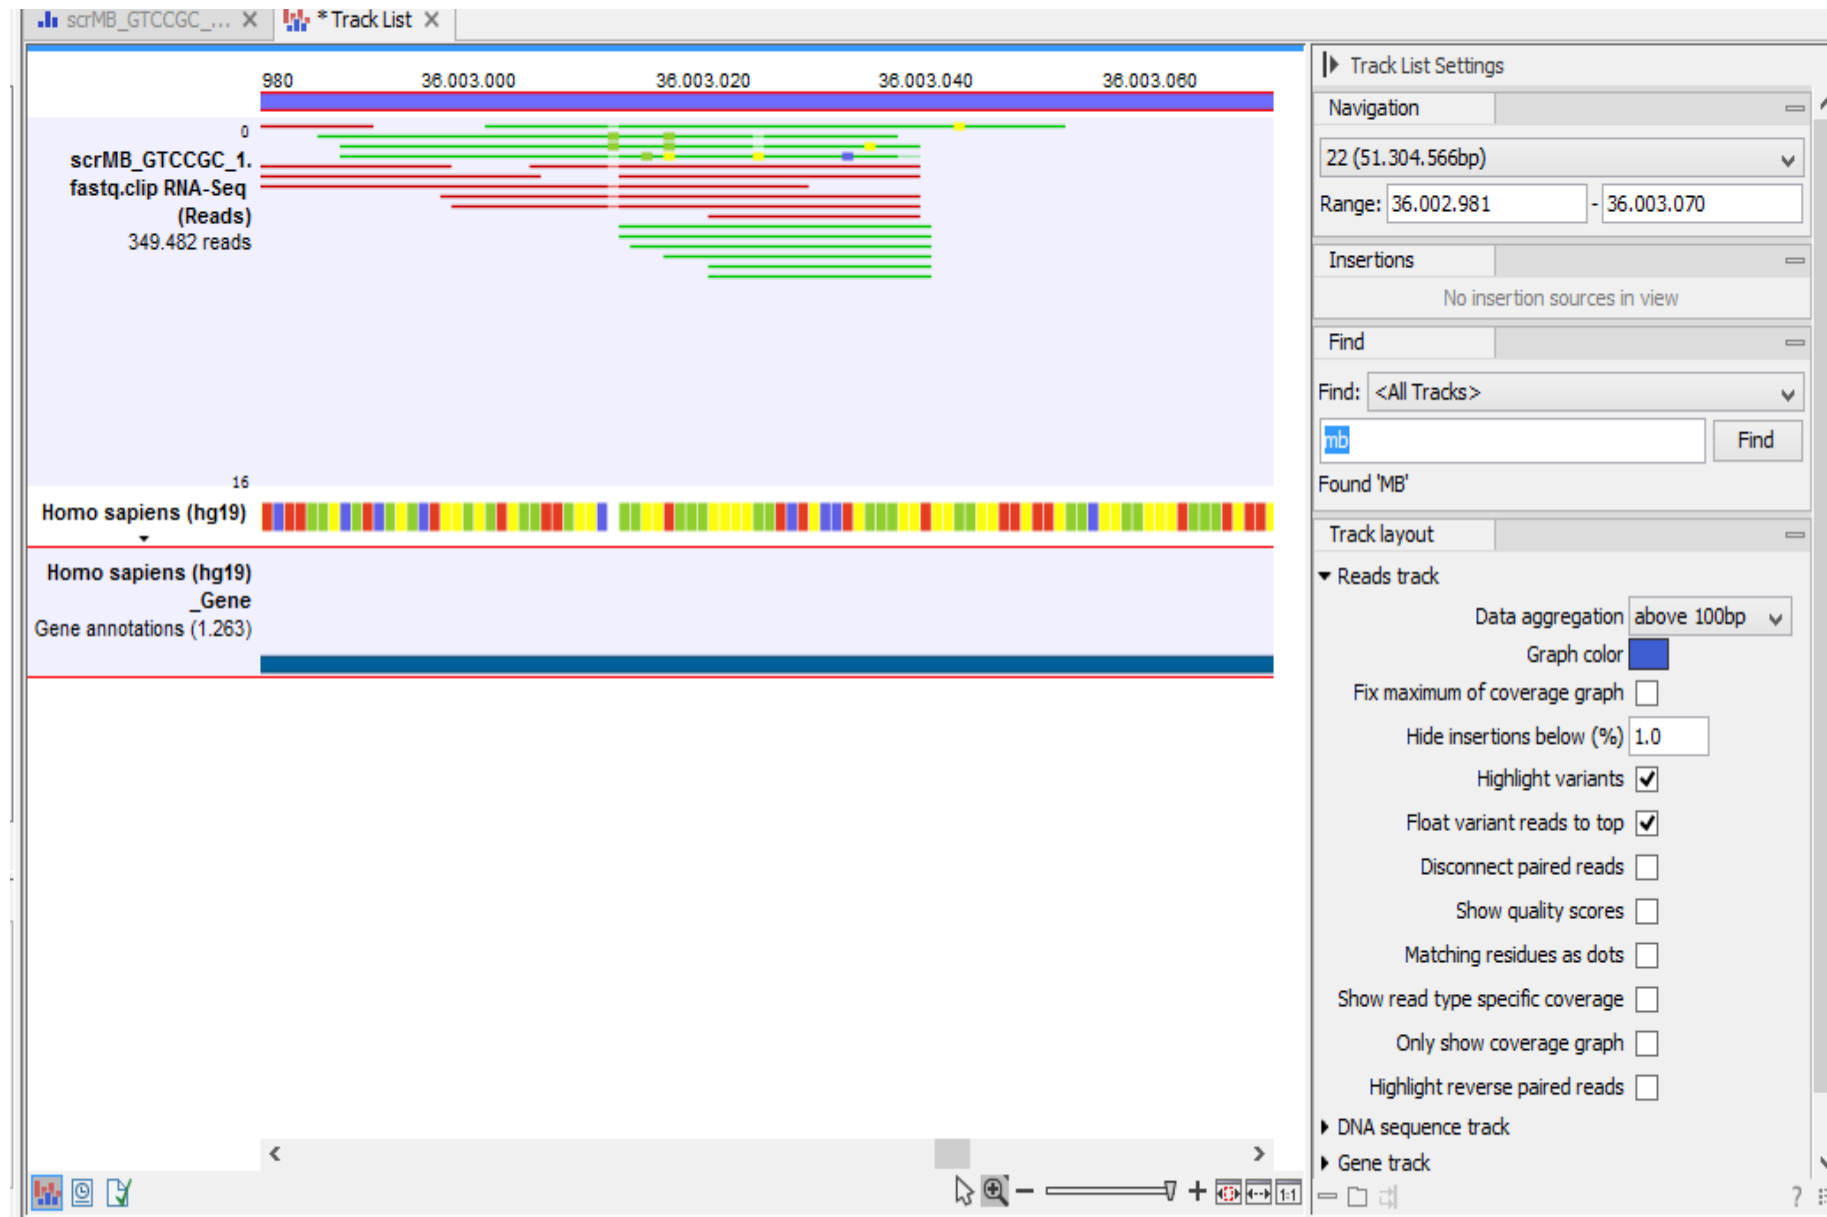 scrMB_GTCCGC_...
* Track List
980 36.003.000 36.003.020 36.003.040 36.003.060
0
scrMB_GTCCGC_1.
fastq.clip RNA-Seq
(Reads)
349.482 reads
16
Homo sapiens (hg19)
Homo sapiens (hg19)
_Gene
Gene annotations (1.263)
Track List Settings
Navigation
22 (51.304.566bp)
Range: 36.002.981 - 36.003.070
Insertions
No insertion sources in view
Find
Find: <All Tracks>
mb Find
Found 'MB'
Track layout
Reads track
Data aggregation above 100bp
Graph color
Fix maximum of coverage graph
Hide insertions below (%) 1.0
Highlight variants
Float variant reads to top
Disconnect paired reads
Show quality scores
Matching residues as dots
Show read type specific coverage
Only show coverage graph
Highlight reverse paired reads
DNA sequence track
Gene track
1:1
?